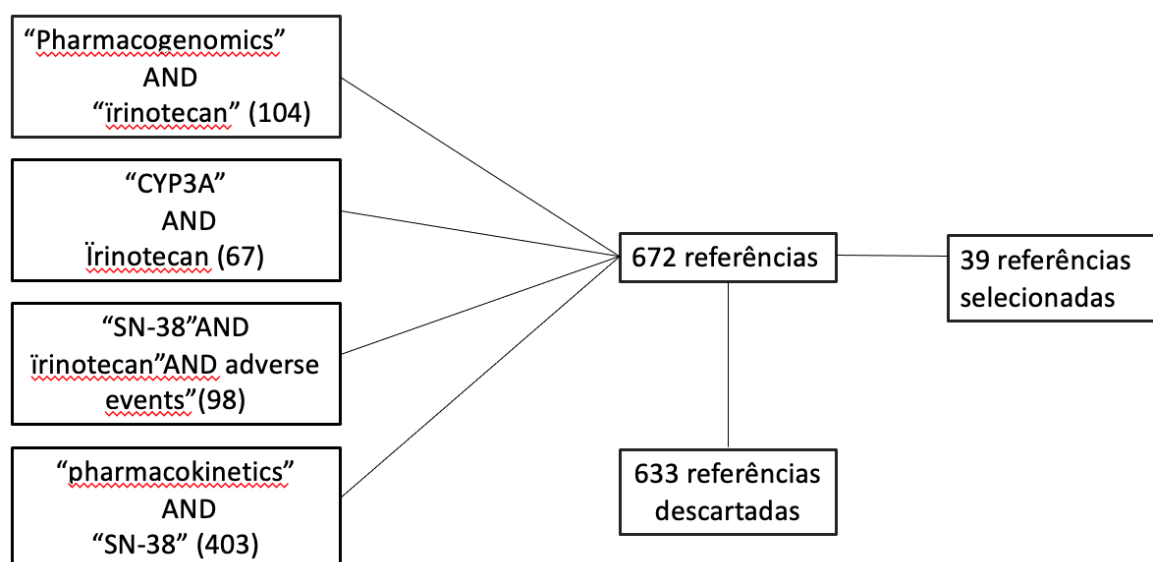 “Pharmacogenomics”
AND
“ïrinotecan” (104)
“CYP3A”
AND
Ïrinotecan (67)
“SN-38”AND
ïrinotecan”AND adverse
events”(98)
“pharmacokinetics”
AND
“SN-38” (403)
672 referências
633 referências
descartadas
39 referências
selecionadas